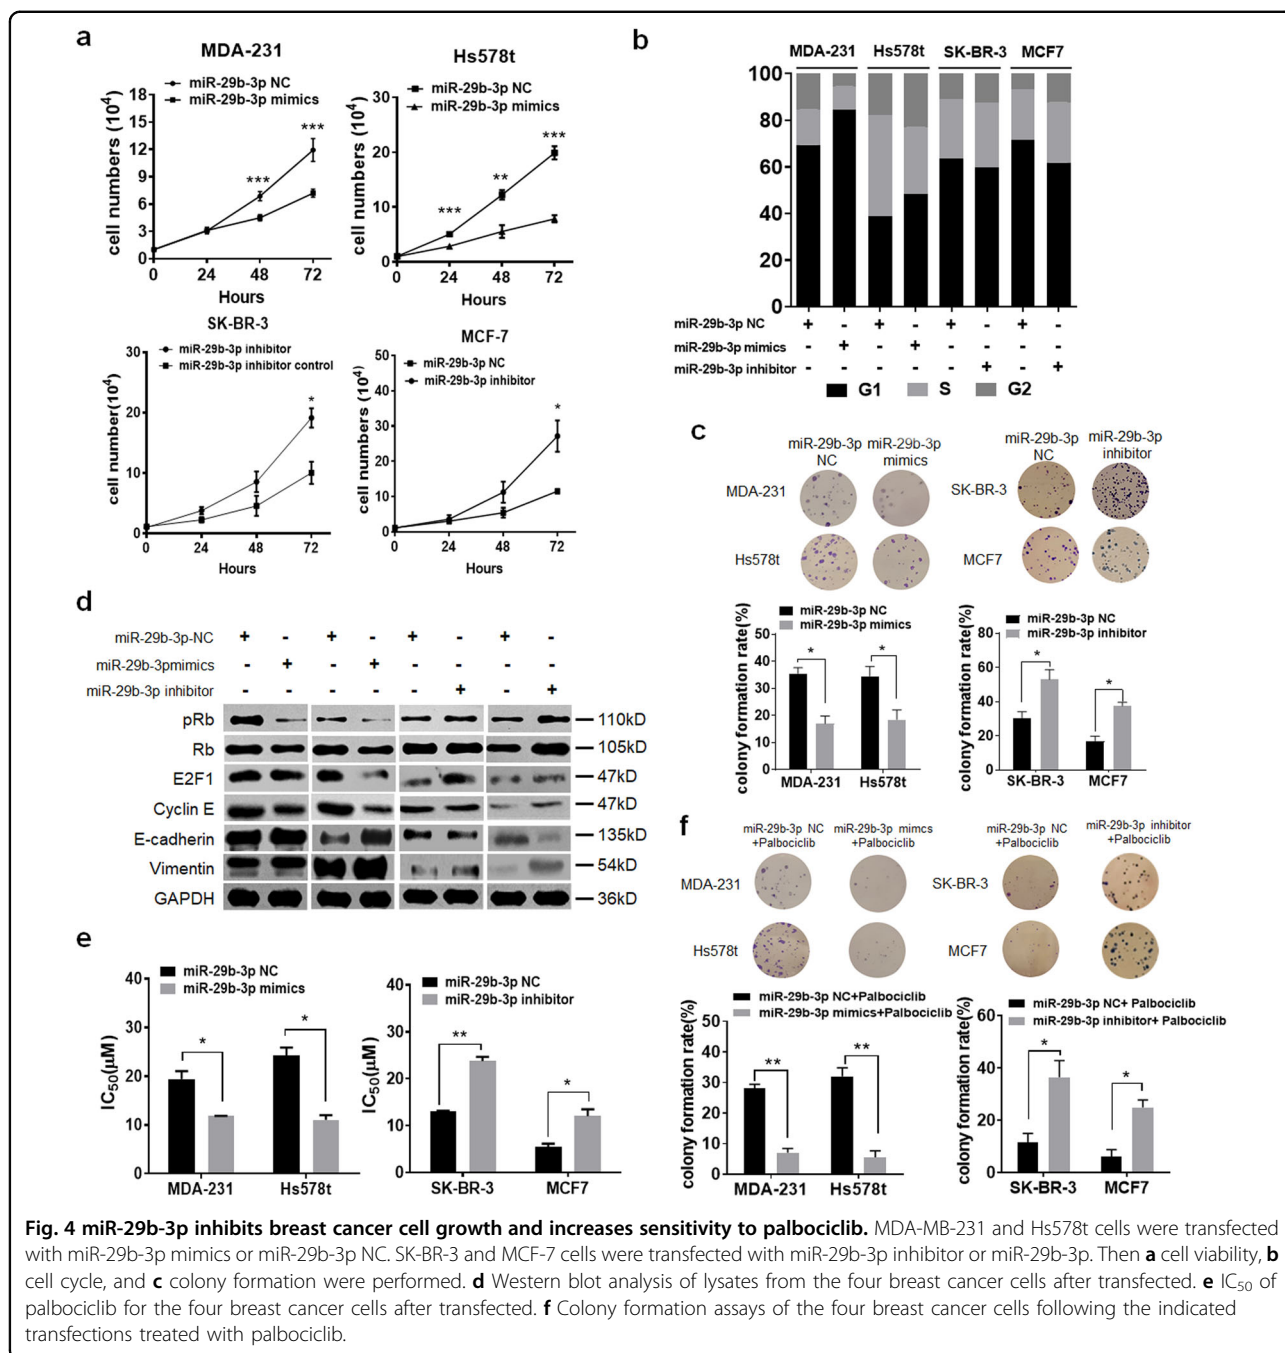 a
MDA-231
miR-29b-3p NC
miR-29b-3p mimics
cell numbers (10⁴)
15
12
9
6
3
0
***
***
0 24 48 72
Hours
Hs578t
miR-29b-3p NC
miR-29b-3p mimics
cell numbers (10⁴)
30
20
10
0
***
**
***
0 24 48 72
Hours
SK-BR-3
miR-29b-3p inhibitor
miR-29b-3p inhibitor control
cell number(10⁴)
30
20
10
0
*
0 24 48 72
Hours
MCF-7
miR-29b-3p NC
miR-29b-3p inhibitor
cell numbers (10⁴)
50
40
30
20
10
0
*
0 24 48 72
Hours
b
MDA-231 Hs578t SK-BR-3 MCF7
100
80
60
40
20
0
miR-29b-3p NC + - + - + - + -
miR-29b-3p mimics - + - + - - - -
miR-29b-3p inhibitor - - - - - + - +
G1 S G2
c
miR-29b-3p NC miR-29b-3p mimics
MDA-231
Hs578t
miR-29b-3p NC miR-29b-3p inhibitor
SK-BR-3
MCF7
miR-29b-3p NC
miR-29b-3p mimics
colony formation rate(%)
50
40
30
20
10
0
* *
MDA-231 Hs578t
miR-29b-3p NC
miR-29b-3p inhibitor
colony formation rate(%)
80
60
40
20
0
* *
SK-BR-3 MCF7
d
miR-29b-3p-NC + - + - + - + -
miR-29b-3pmimics - + - + - - - -
miR-29b-3p inhibitor - - - - - + - +
pRb 110kD
Rb 105kD
E2F1 47kD
Cyclin E 47kD
E-cadherin 135kD
Vimentin 54kD
GAPDH 36kD
e
miR-29b-3p NC
miR-29b-3p mimics
IC₅₀(μM)
40
30
20
10
0
* *
MDA-231 Hs578t
miR-29b-3p NC
miR-29b-3p inhibitor
IC₅₀(μM)
40
30
20
10
0
** *
SK-BR-3 MCF7
f
miR-29b-3p NC +Palbociclib miR-29b-3p mimcs +Palbociclib
MDA-231
Hs578t
miR-29b-3p NC +Palbociclib miR-29b-3p inhibitor +Palbociclib
SK-BR-3
MCF7
miR-29b-3p NC+Palbociclib
miR-29b-3p mimics+Palbociclib
colony formation rate(%)
50
40
30
20
10
0
** **
MDA-231 Hs578t
miR-29b-3p NC+ Palbociclib
miR-29b-3p inhibitor+ Palbociclib
colony formation rate(%)
60
40
20
0
* *
SK-BR-3 MCF7
Fig. 4 miR-29b-3p inhibits breast cancer cell growth and increases sensitivity to palbociclib. MDA-MB-231 and Hs578t cells were transfected
with miR-29b-3p mimics or miR-29b-3p NC. SK-BR-3 and MCF-7 cells were transfected with miR-29b-3p inhibitor or miR-29b-3p. Then a cell viability, b
cell cycle, and c colony formation were performed. d Western blot analysis of lysates from the four breast cancer cells after transfected. e IC₅₀ of
palbociclib for the four breast cancer cells after transfected. f Colony formation assays of the four breast cancer cells following the indicated
transfections treated with palbociclib.